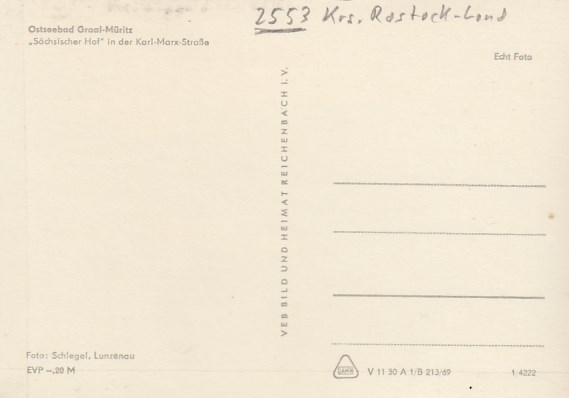 2553 Krs. Rostock-Land
Ostseebad Graal-Müritz
„Sächsischer Hof" in der Karl-Marx-Straße
Echt Foto
VEB BILD UND HEIMAT REICHENBACH I. V.
Foto: Schlegel, Lunzenau
EVP –,20 M
V 11 30 A 1/B 213/69
1/4222